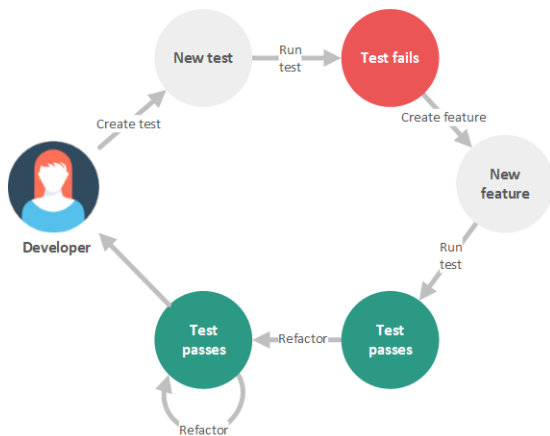 New test
Run
test
Test fails
Create test
Create feature
New
feature
Developer
Run
test
Test
passes
Refactor
Test
passes
Refactor